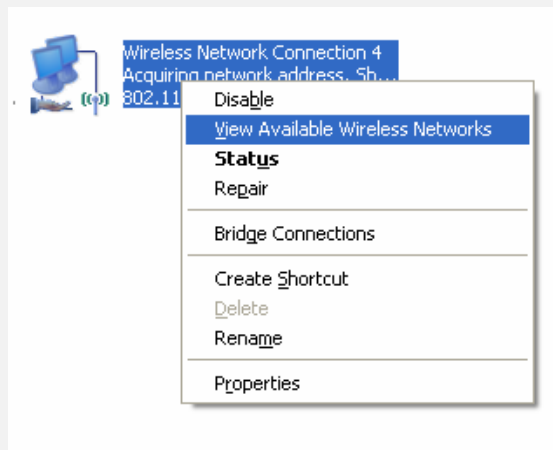 Wireless Network Connection 4
Acquiring network address, Sh...
802.11
Disable
View Available Wireless Networks
Status
Repair
Bridge Connections
Create Shortcut
Delete
Rename
Properties